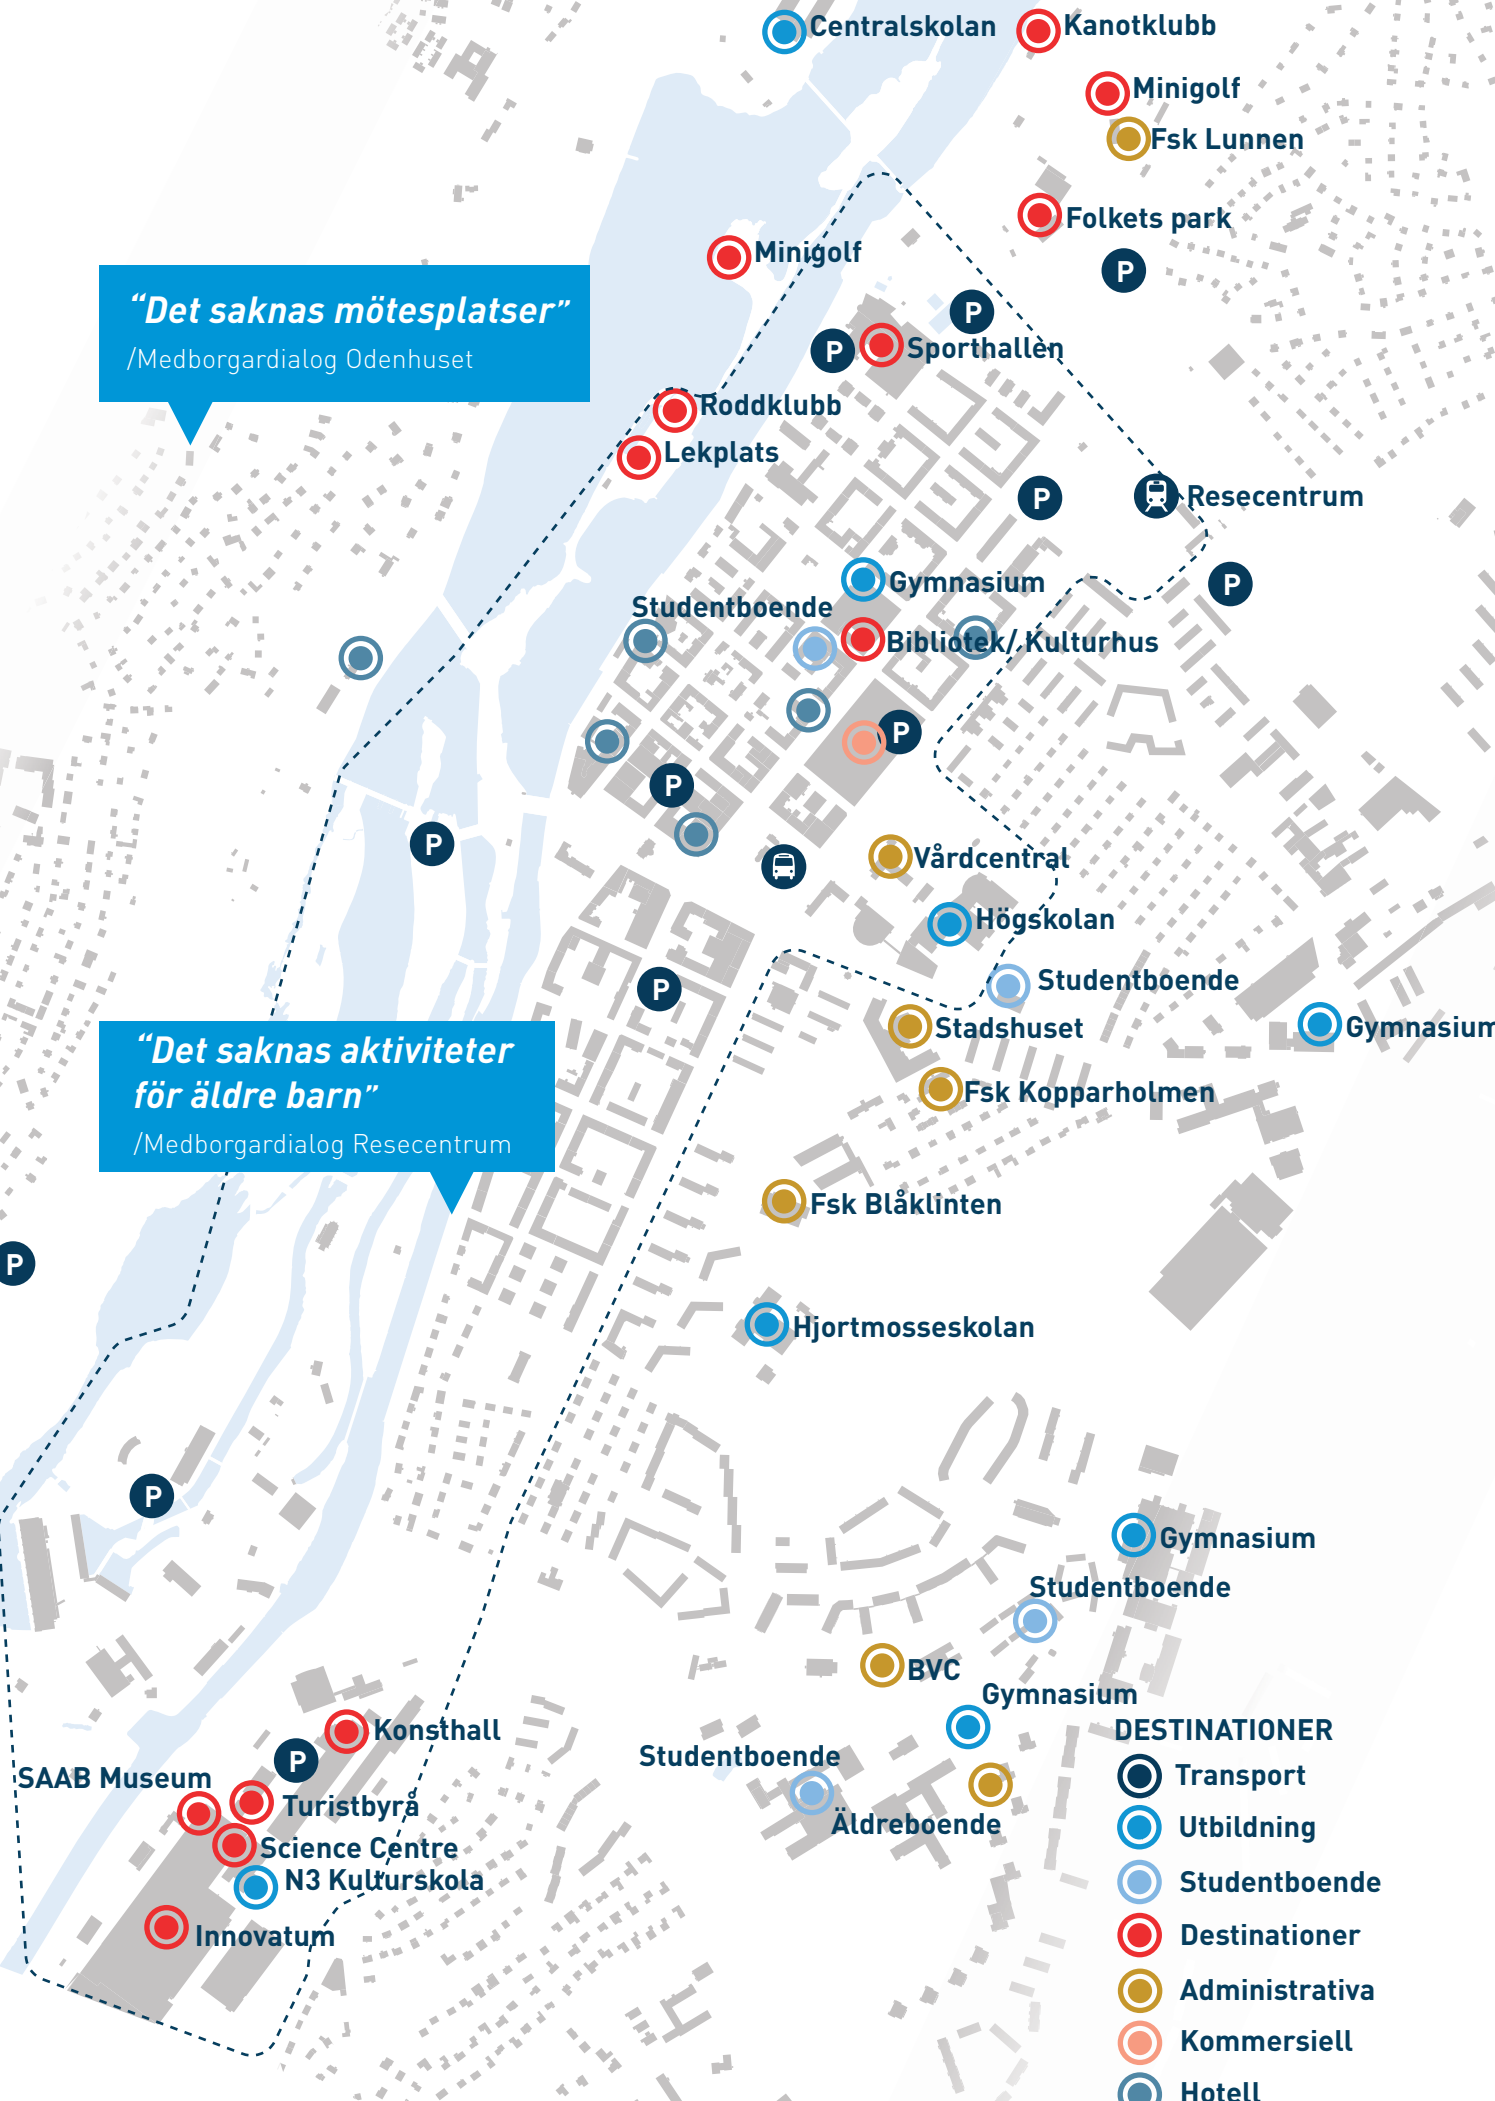 Centralskolan
Kanotklubb
Minigolf
Fsk Lunnen
Folkets park
Minigolf
P
“Det saknas mötesplatser”
/Medborgardialog Odenhuset
P
P
Sporthallen
Roddklubb
Lekplats
P
Resecentrum
Gymnasium
P
Studentboende
Bibliotek/ Kulturhus
P
P
P
Vårdcentral
Högskolan
P
Studentboende
Stadshuset
Gymnasium
“Det saknas aktiviteter
för äldre barn”
/Medborgardialog Resecentrum
Fsk Kopparholmen
Fsk Blåklinten
P
Hjortmosseskolan
P
Gymnasium
Studentboende
BVC
Gymnasium
Konsthall
P
Studentboende
SAAB Museum
Turistbyrå
Äldreboende
Science Centre
N3 Kulturskola
Innovatum
DESTINATIONER
Transport
Utbildning
Studentboende
Destinationer
Administrativa
Kommersiell
Hotell